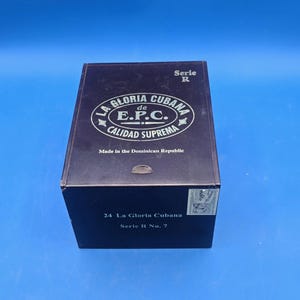 Serie
R
LA GLORIA CUBANA
de
E.P.C.
CALIDAD SUPREMA
Made in the Dominican Republic
24 La Gloria Cubana
Serie R No. 7